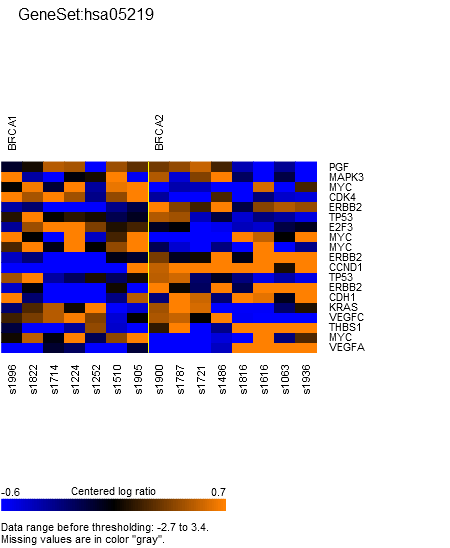 GeneSet:hsa05219
BRCA1
BRCA2
PGF
MAPK3
MYC
CDK4
ERBB2
TP53
E2F3
MYC
MYC
ERBB2
CCND1
TP53
ERBB2
CDH1
KRAS
VEGFC
THBS1
MYC
VEGFA
s1996
s1822
s1714
s1224
s1252
s1510
s1905
s1900
s1787
s1721
s1486
s1816
s1616
s1063
s1936
-0.6 Centered log ratio 0.7
Data range before thresholding: -2.7 to 3.4.
Missing values are in color "gray".